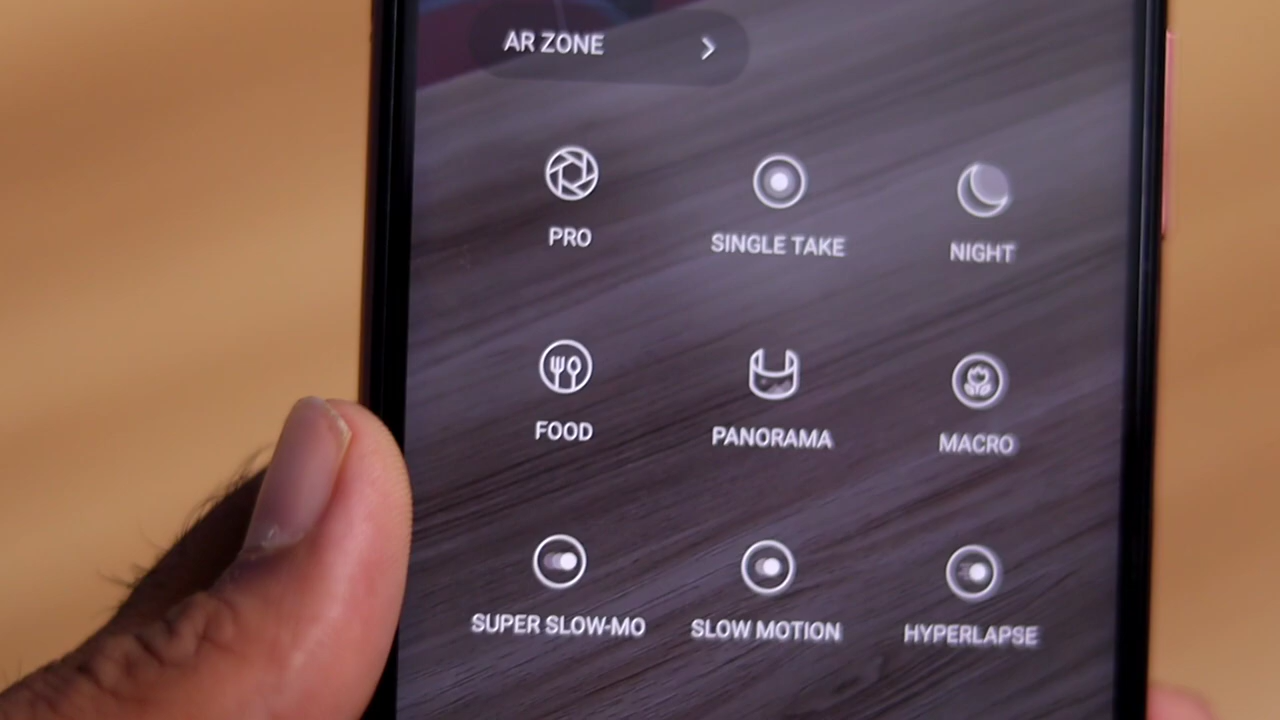 AR ZONE
PRO
SINGLE TAKE
NIGHT
FOOD
PANORAMA
MACRO
SUPER SLOW-MO
SLOW MOTION
HYPERLAPSE